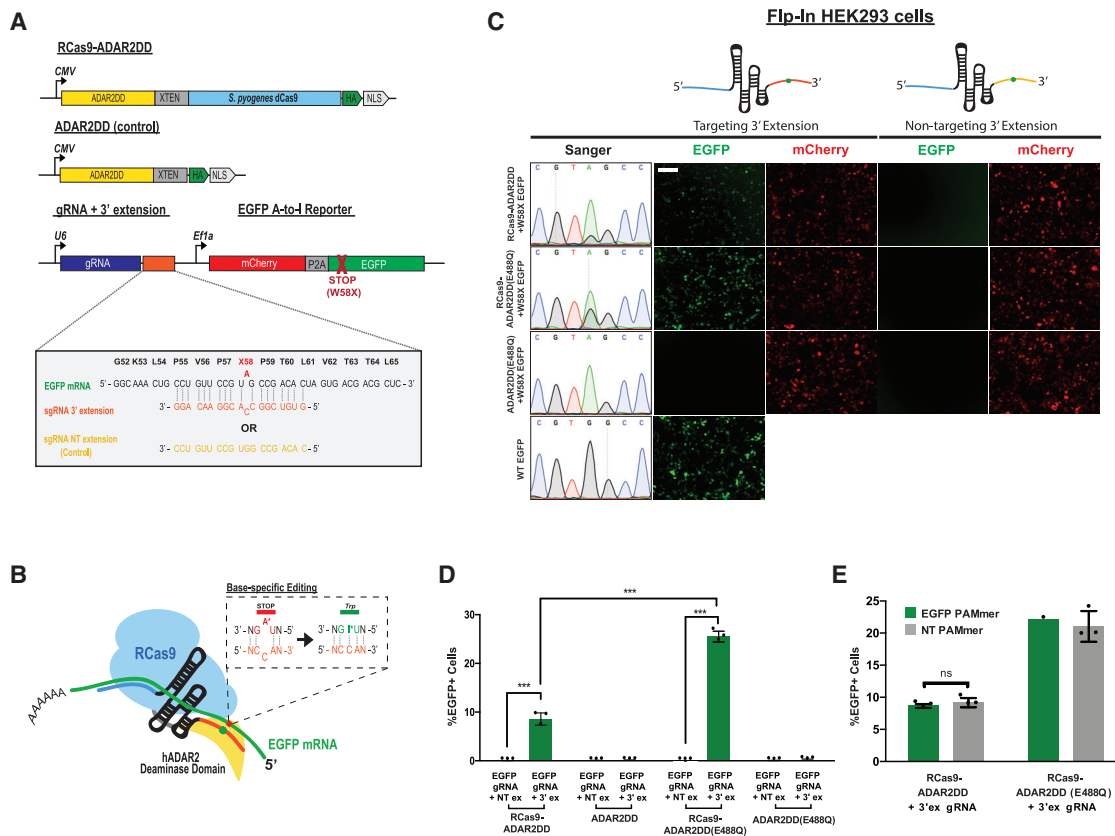 A
RCas9-ADAR2DD
CMV
ADAR2DD XTEN S. pyogenes dCas9 HA NLS
ADAR2DD (control)
CMV
ADAR2DD XTEN HA NLS
gRNA + 3' extension
EGFP A-to-I Reporter
U6
Ef1a
gRNA
mCherry P2A EGFP
STOP
(W58X)
G52 K53 L54 P55 V56 P57 X58 P59 T60 L61 V62 T63 T64 L65
A
EGFP mRNA 5' - GGC AAA CUG CCU GUU CCG U G CCG ACA CUA GUG ACG ACG CUC - 3'
sgRNA 3' extension 3' - GGA CAAGGC A C C GGC UGU G - 5'
OR
sgRNA NT extension
(Control)
3' - CCU GUUCCG UGG CCGACA C - 5'
B
Base-specific Editing
STOP
A*
3'-NG UN-5'
NC AN-3'
C
Trp
3'-NG I*UN-5'
NC C AN-3'
RCas9
AAAAAA
hADAR2
Deaminase Domain
EGFP mRNA
5'
C
Flp-In HEK293 cells
5' 3'
5' 3'
Targeting 3' Extension
Non-targeting 3' Extension
Sanger EGFP mCherry EGFP mCherry
RCas9-ADAR2DD
+W58X EGFP
C G T A G C C
RCas9-
ADAR2DD(E488Q)
+W58X EGFP
C G T A G C C
ADAR2DD(E488Q)
+W58X EGFP
C G T A G C C
WT EGFP
C G T G G C C
D
%EGFP+ Cells
30
20
10
0
***
***
***
EGFP gRNA + NT ex
EGFP gRNA + 3' ex
EGFP gRNA + NT ex
EGFP gRNA + 3' ex
EGFP gRNA + NT ex
EGFP gRNA + 3' ex
EGFP gRNA + NT ex
EGFP gRNA + 3' ex
RCas9-
ADAR2DD
ADAR2DD
RCas9-
ADAR2DD(E488Q)
ADAR2DD(E488Q)
E
%EGFP+ Cells
25
20
15
10
5
0
EGFP PAMmer
NT PAMmer
ns
RCas9-
ADAR2DD
+ 3'ex gRNA
RCas9-
ADAR2DD (E488Q)
+ 3'ex gRNA